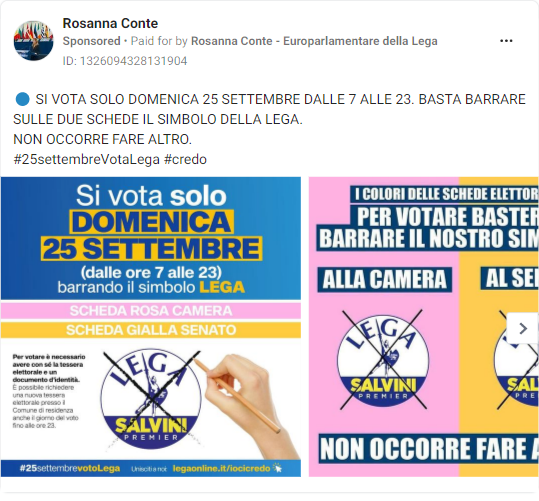 Rosanna Conte
Sponsored • Paid for by Rosanna Conte - Europarlamentare della Lega
ID: 1326094328131904
🔵 SI VOTA SOLO DOMENICA 25 SETTEMBRE DALLE 7 ALLE 23. BASTA BARRARE
SULLE DUE SCHEDE IL SIMBOLO DELLA LEGA.
NON OCCORRE FARE ALTRO.
#25settembreVotaLega #credo
Si vota solo
DOMENICA
25 SETTEMBRE
(dalle ore 7 alle 23)
barrando il simbolo LEGA
SCHEDA ROSA CAMERA
SCHEDA GIALLA SENATO
Per votare è necessario
avere con sé la tessera
elettorale e un
documento d'identità.
È possibile richiedere
una nuova tessera
elettorale presso il
Comune di residenza
anche il giorno del voto
fino alle ore 23.
LEGA
SALVINI
PREMIER
#25settembrevotoLega Unisciti a noi: legaonline.it/iocicredo
I COLORI DELLE SCHEDE ELETTOR
PER VOTARE BASTER
BARRARE IL NOSTRO SIM
ALLA CAMERA
AL SE
LEGA
SALVINI
PREMIER
LE
SALV
PRE
NON OCCORRE FARE A